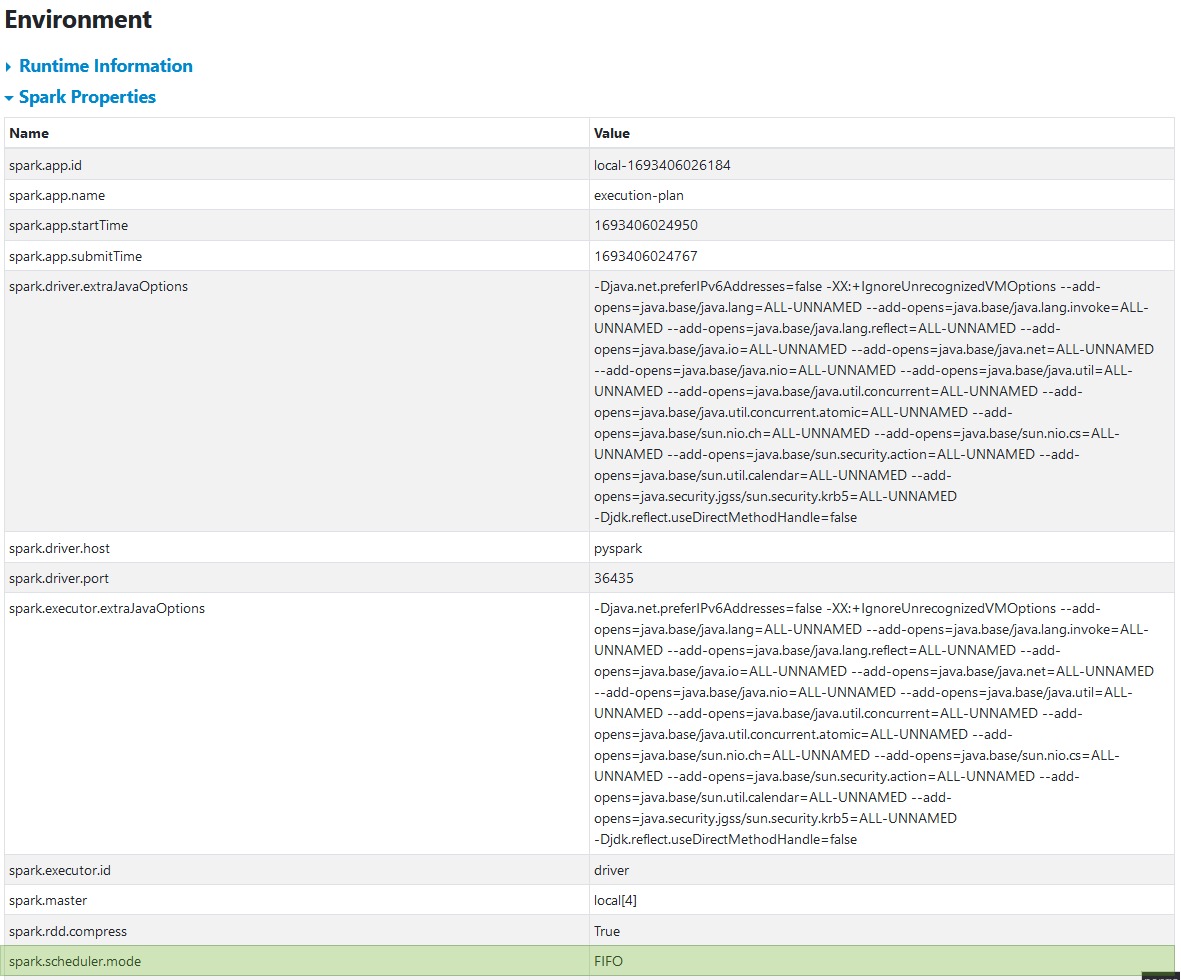 Environment
Runtime Information
Spark Properties
Name Value
spark.app.id local-1693406026184
spark.app.name execution-plan
spark.app.startTime 1693406024950
spark.app.submitTime 1693406024767
spark.driver.extraJavaOptions -Djava.net.preferIPv6Addresses=false -XX:+IgnoreUnrecognizedVMOptions --add-
opens=java.base/java.lang=ALL-UNNAMED --add-opens=java.base/java.lang.invoke=ALL-
UNNAMED --add-opens=java.base/java.lang.reflect=ALL-UNNAMED --add-
opens=java.base/java.io=ALL-UNNAMED --add-opens=java.base/java.net=ALL-UNNAMED
--add-opens=java.base/java.nio=ALL-UNNAMED --add-opens=java.base/java.util=ALL-
UNNAMED --add-opens=java.base/java.util.concurrent=ALL-UNNAMED --add-
opens=java.base/java.util.concurrent.atomic=ALL-UNNAMED --add-
opens=java.base/sun.nio.ch=ALL-UNNAMED --add-opens=java.base/sun.nio.cs=ALL-
UNNAMED --add-opens=java.base/sun.security.action=ALL-UNNAMED --add-
opens=java.base/sun.util.calendar=ALL-UNNAMED --add-
opens=java.security.jgss/sun.security.krb5=ALL-UNNAMED
-Djdk.reflect.useDirectMethodHandle=false
spark.driver.host pyspark
spark.driver.port 36435
spark.executor.extraJavaOptions -Djava.net.preferIPv6Addresses=false -XX:+IgnoreUnrecognizedVMOptions --add-
opens=java.base/java.lang=ALL-UNNAMED --add-opens=java.base/java.lang.invoke=ALL-
UNNAMED --add-opens=java.base/java.lang.reflect=ALL-UNNAMED --add-
opens=java.base/java.io=ALL-UNNAMED --add-opens=java.base/java.net=ALL-UNNAMED
--add-opens=java.base/java.nio=ALL-UNNAMED --add-opens=java.base/java.util=ALL-
UNNAMED --add-opens=java.base/java.util.concurrent=ALL-UNNAMED --add-
opens=java.base/java.util.concurrent.atomic=ALL-UNNAMED --add-
opens=java.base/sun.nio.ch=ALL-UNNAMED --add-opens=java.base/sun.nio.cs=ALL-
UNNAMED --add-opens=java.base/sun.security.action=ALL-UNNAMED --add-
opens=java.base/sun.util.calendar=ALL-UNNAMED --add-
opens=java.security.jgss/sun.security.krb5=ALL-UNNAMED
-Djdk.reflect.useDirectMethodHandle=false
spark.executor.id driver
spark.master local[4]
spark.rdd.compress True
spark.scheduler.mode FIFO